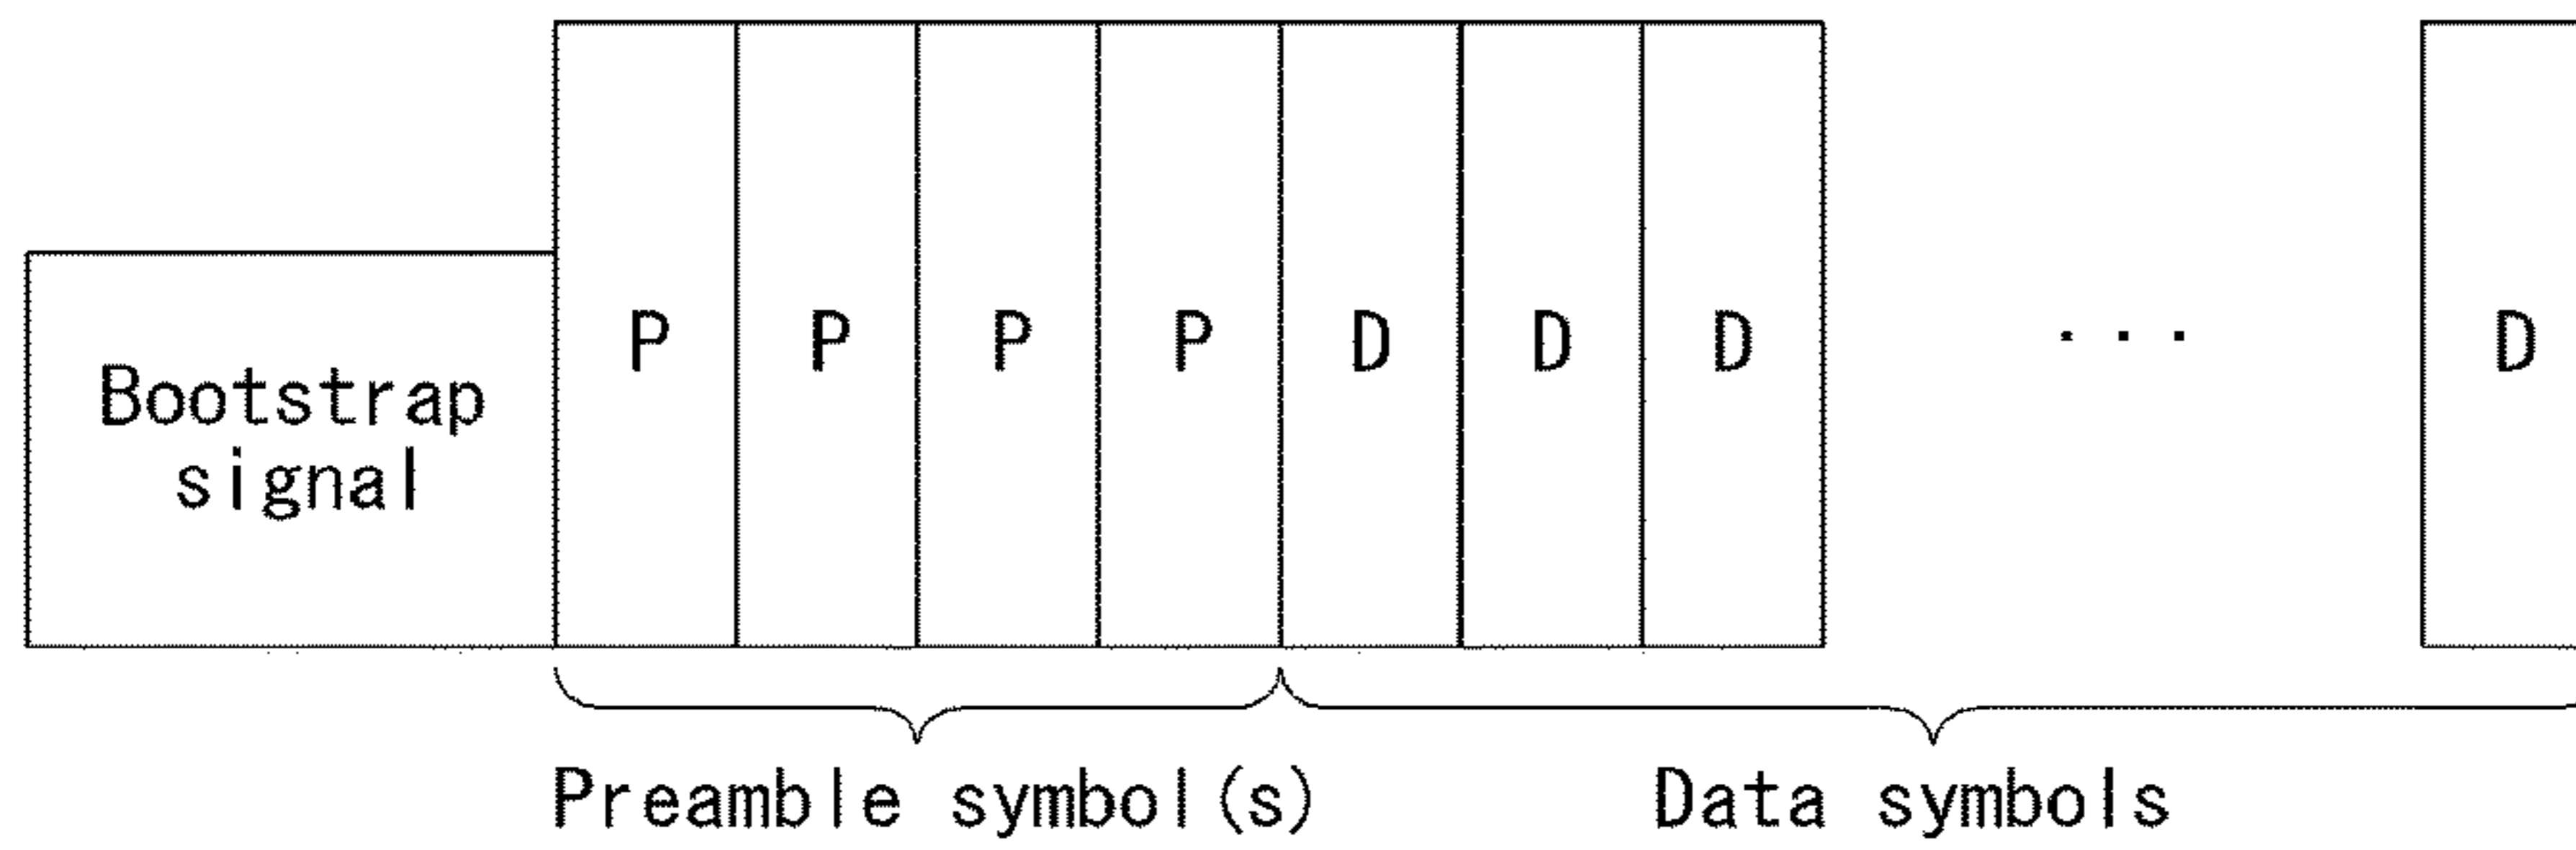 P P P P D D D ··· D
Bootstrap
signal
Preamble symbol(s) Data symbols